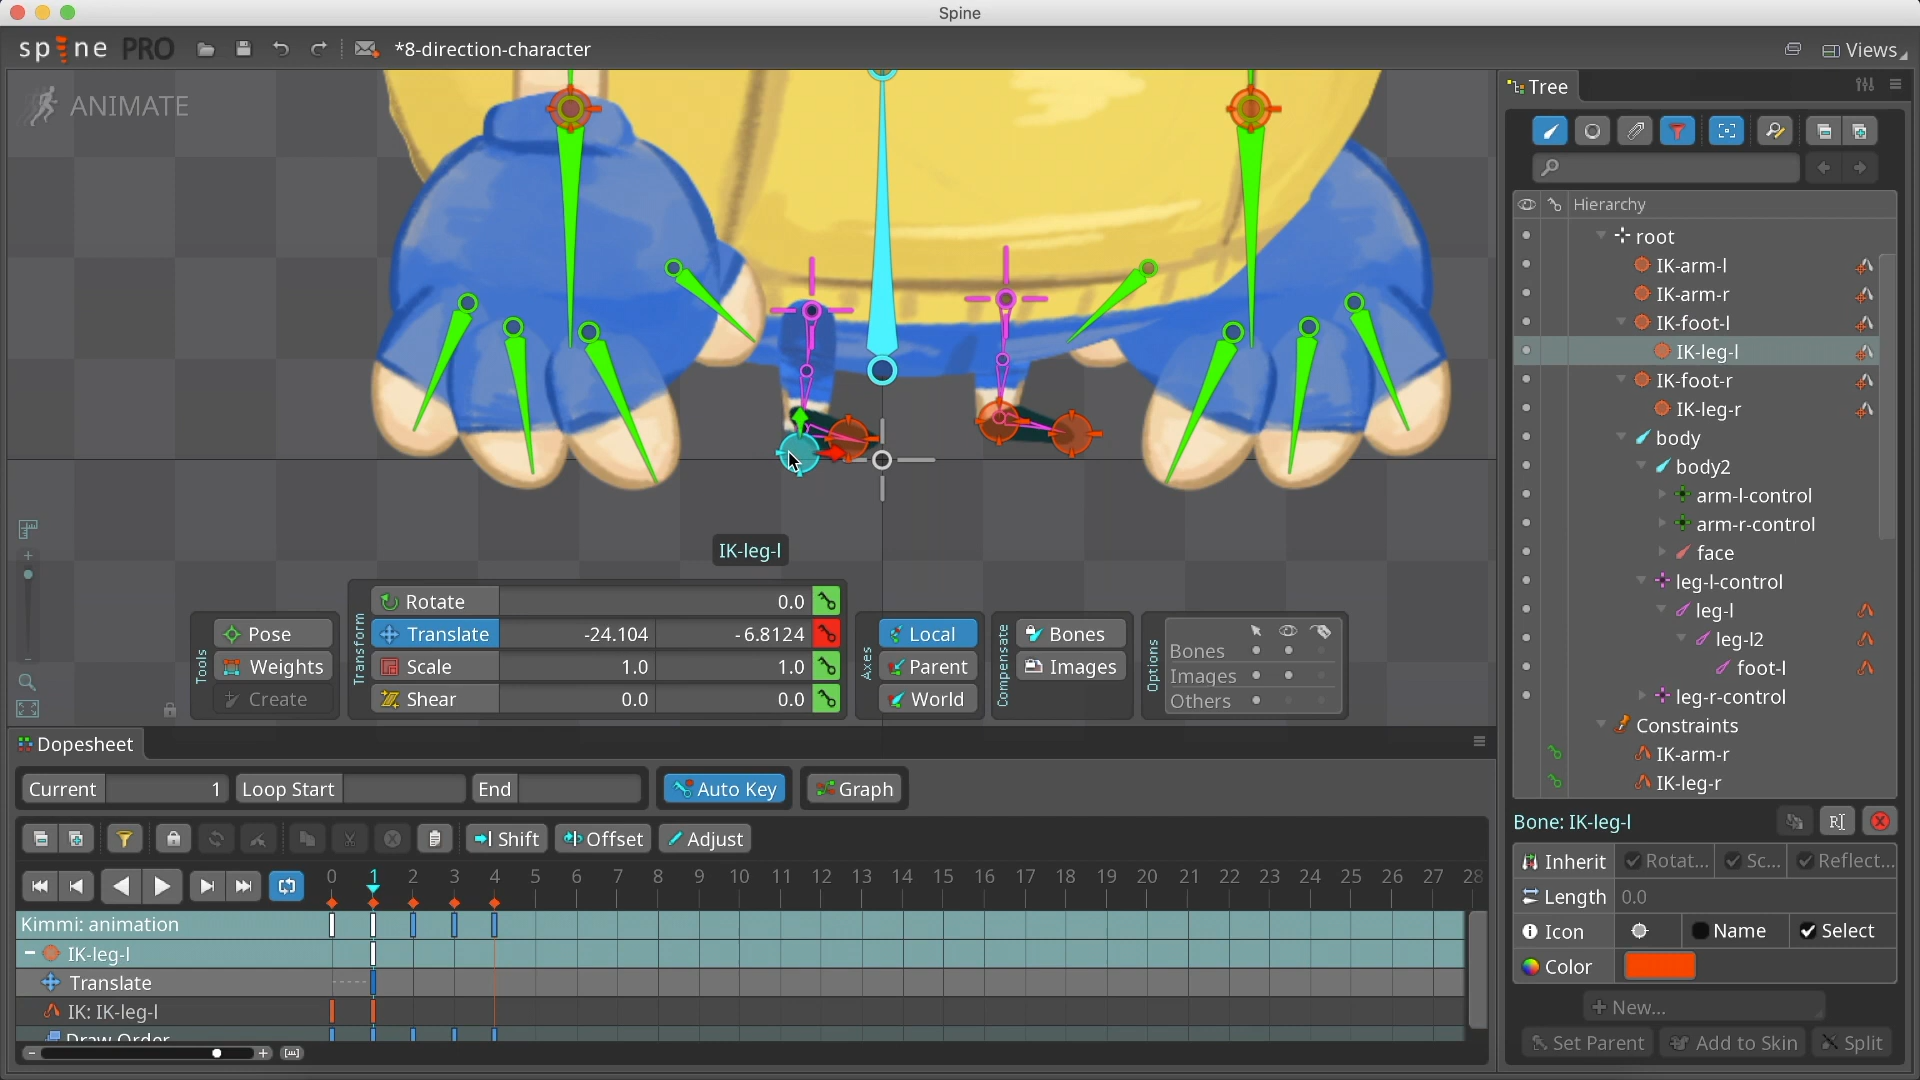 Spine
spine PRO *8-direction-character Views
ANIMATE
Tree
Hierarchy
root
IK-arm-l
IK-arm-r
IK-foot-l
IK-leg-l
IK-foot-r
IK-leg-r
body
body2
arm-l-control
arm-r-control
face
leg-l-control
leg-l
leg-l2
foot-l
leg-r-control
Constraints
IK-arm-r
IK-leg-r
IK-leg-l
Tools
Pose
Weights
Create
Transform
Rotate 0.0
Translate -24.104 -6.8124
Scale 1.0 1.0
Shear 0.0 0.0
Axes
Local
Parent
World
Compensate
Bones
Images
Options
Bones
Images
Others
Bone: IK-leg-l
Inherit Rotat... Sc... Reflect...
Length 0.0
Icon Name Select
Color
New...
Set Parent Add to Skin Split
Dopesheet
Current 1 Loop Start End Auto Key Graph
Shift Offset Adjust
0 1 2 3 4 5 6 7 8 9 10 11 12 13 14 15 16 17 18 19 20 21 22 23 24 25 26 27 28
Kimmi: animation
IK-leg-l
Translate
IK: IK-leg-l
Draw Order